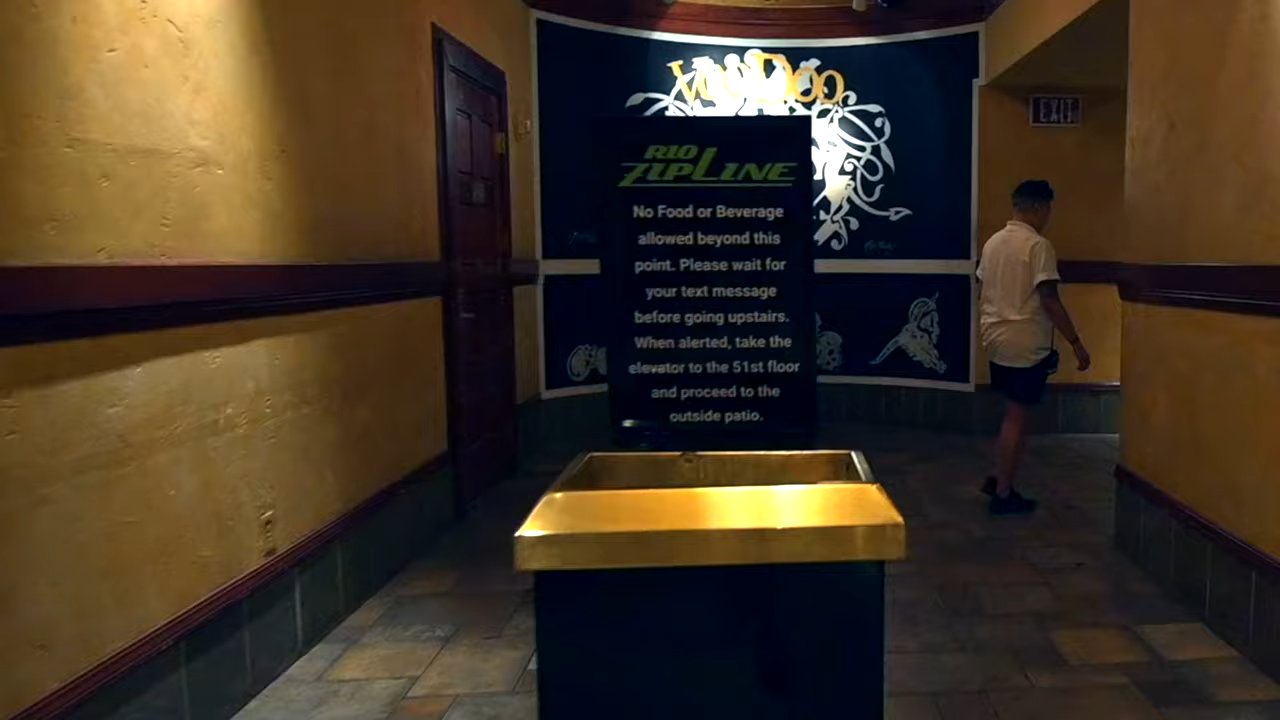 VooDoo
EXIT
RIO
ZIPLINE
No Food or Beverage
allowed beyond this
point. Please wait for
your text message
before going upstairs.
When alerted, take the
elevator to the 51st floor
and proceed to the
outside patio.